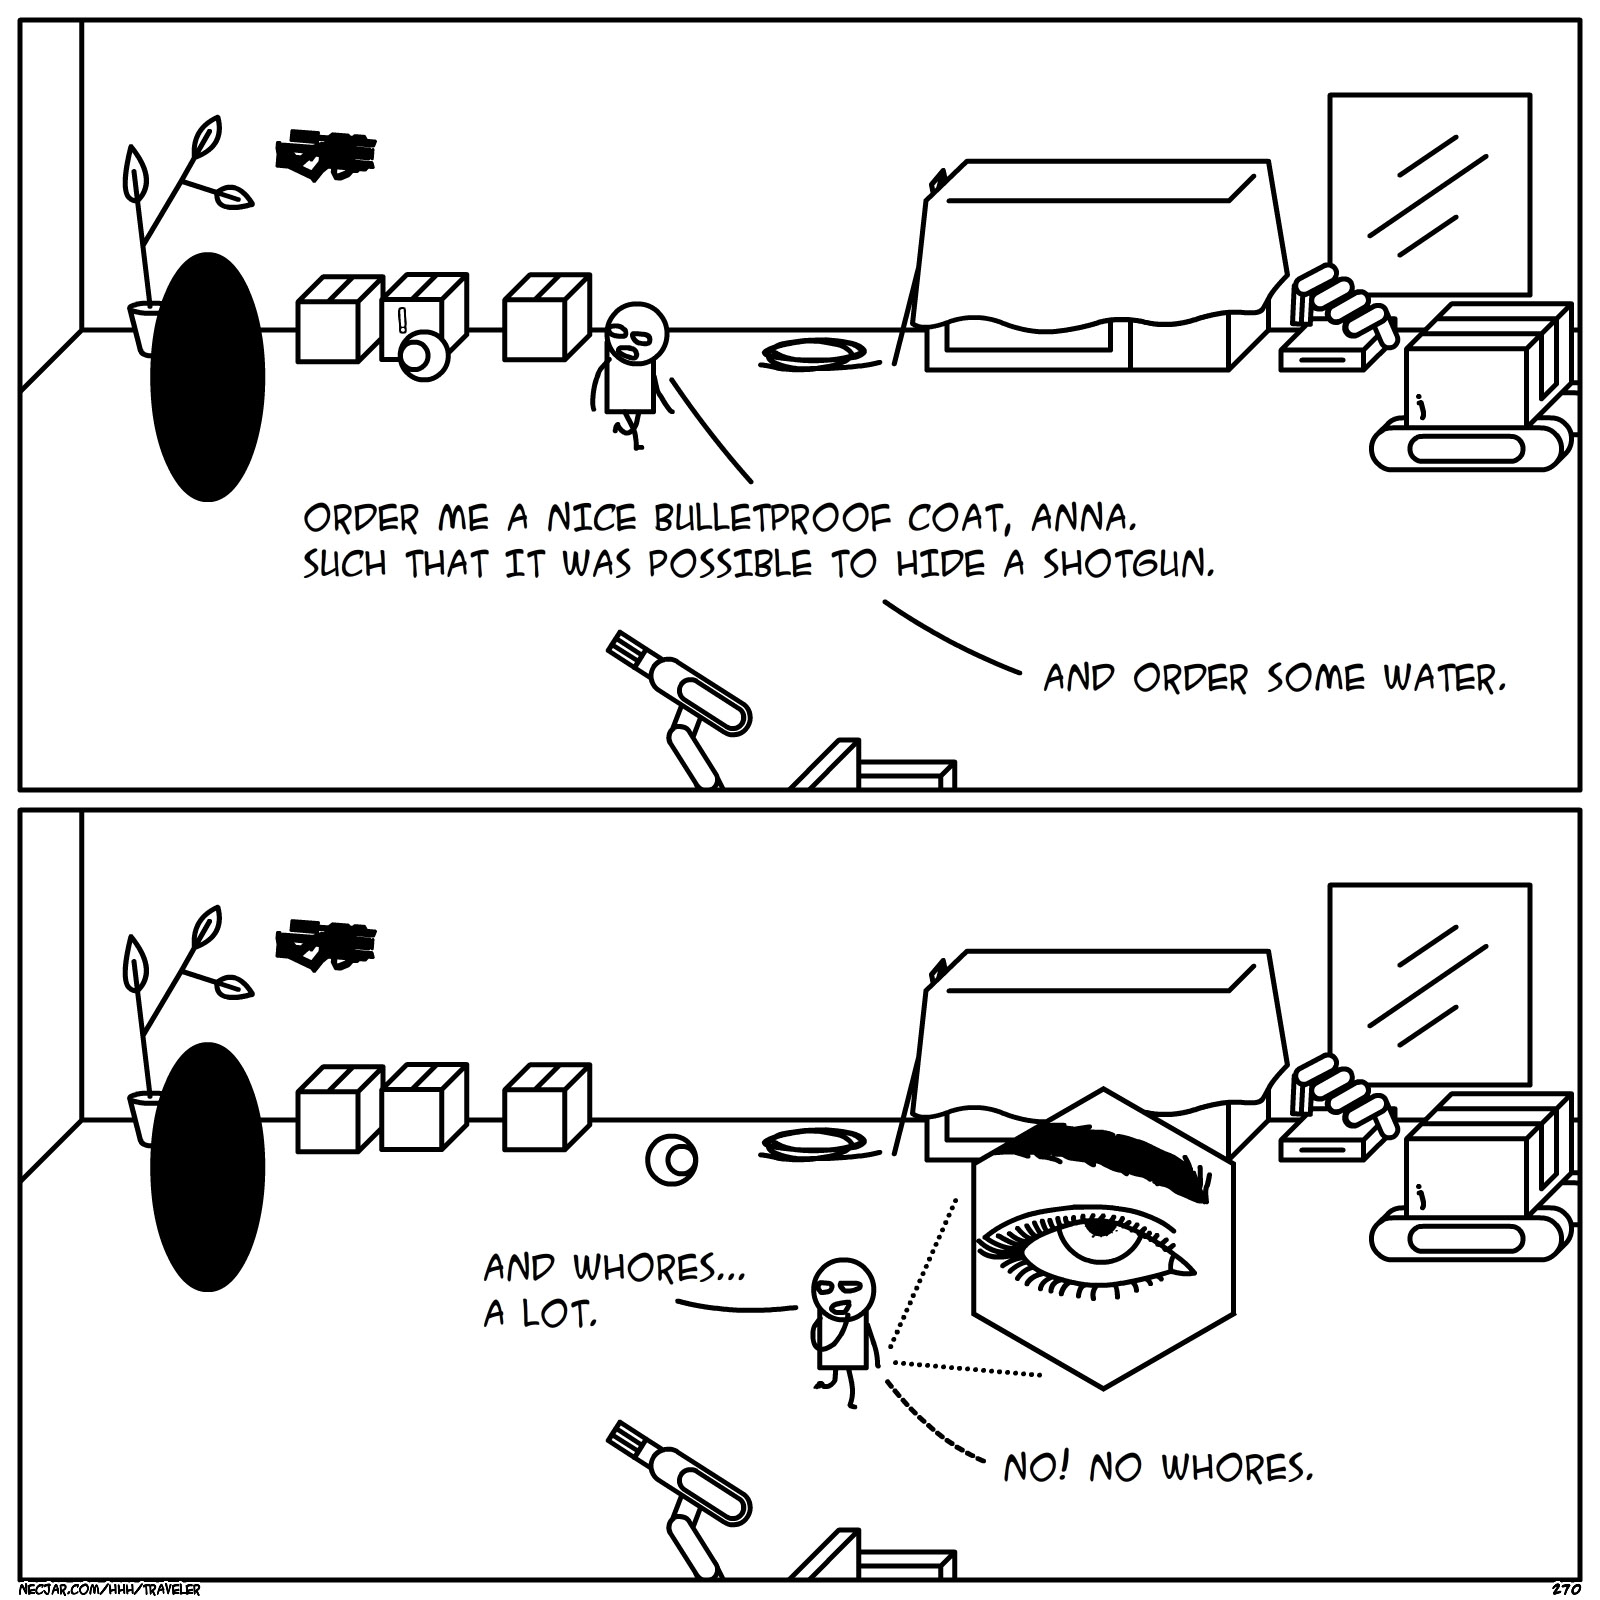 !
ORDER ME A NICE BULLETPROOF COAT, ANNA.
SUCH THAT IT WAS POSSIBLE TO HIDE A SHOTGUN.
AND ORDER SOME WATER.
AND WHORES...
A LOT.
NO! NO WHORES.
NECJAR.COM/HHH/TRAVELER
270